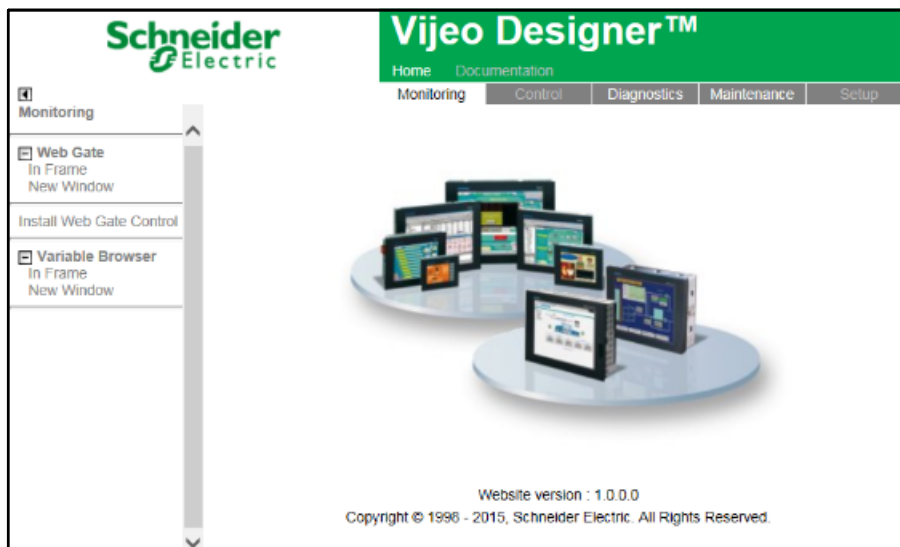 Schneider
Electric
Vijeo Designer™
Home Documentation
Monitoring Control Diagnostics Maintenance Setup
Monitoring
Web Gate
In Frame
New Window
Install Web Gate Control
Variable Browser
In Frame
New Window
Website version : 1.0.0.0
Copyright © 1998 - 2015, Schneider Electric. All Rights Reserved.